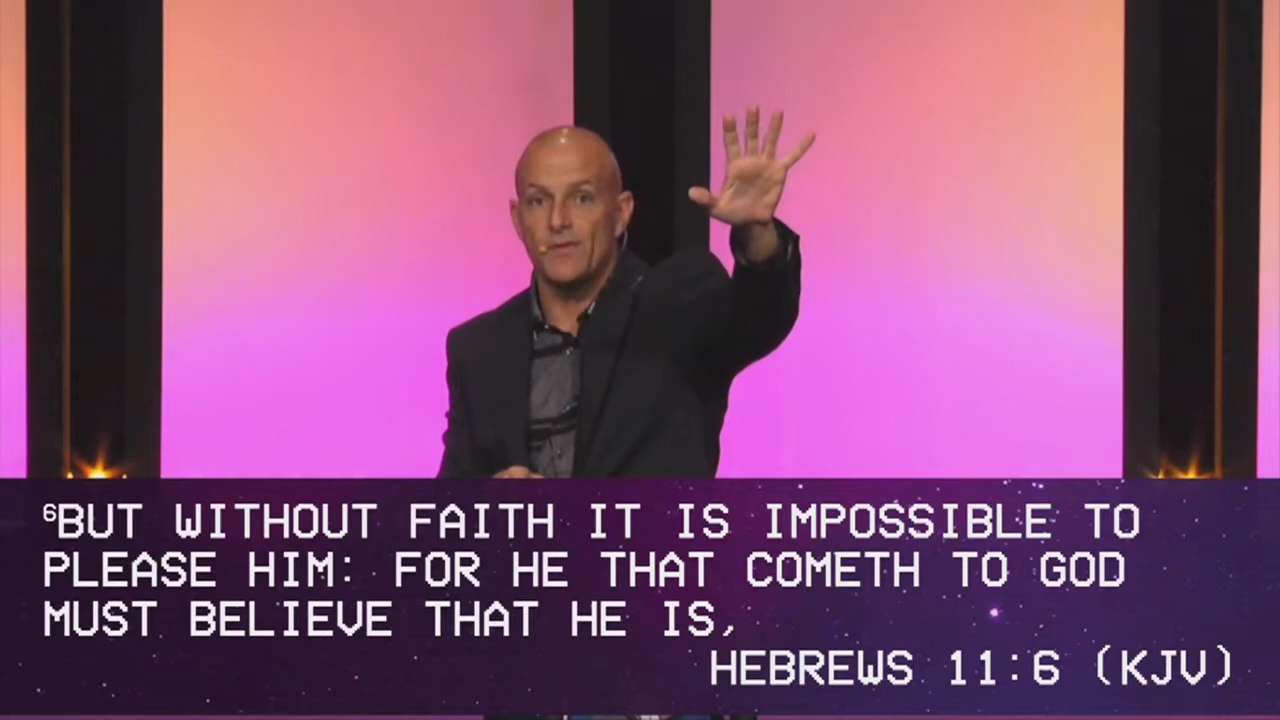 ⁶BUT WITHOUT FAITH IT IS IMPOSSIBLE TO
PLEASE HIM: FOR HE THAT COMETH TO GOD
MUST BELIEVE THAT HE IS,
HEBREWS 11:6 (KJV)